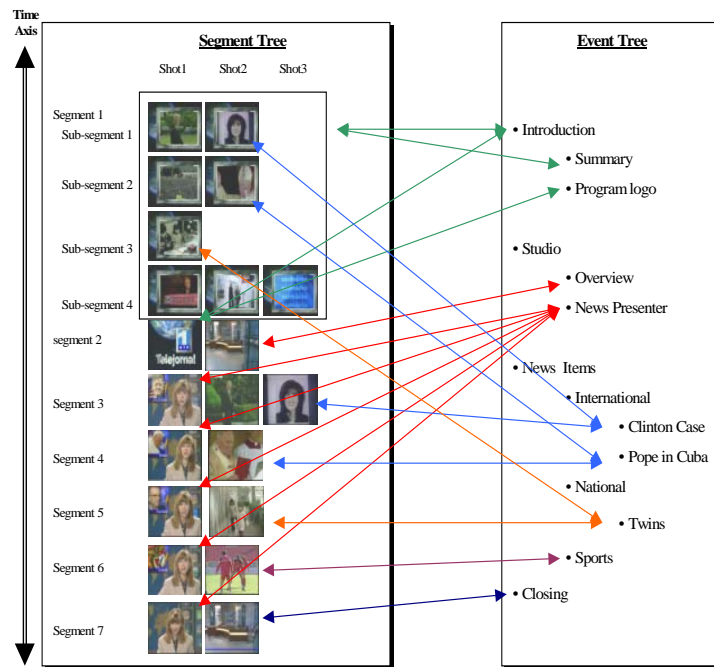 Time
Axis
Segment Tree
Shot1 Shot2 Shot3
Segment 1
Sub-segment 1
Sub-segment 2
Sub-segment 3
Sub-segment 4
segment 2
Telejornal
Segment 3
Segment 4
Segment 5
Segment 6
Segment 7
Event Tree
• Introduction
• Summary
• Program logo
• Studio
• Overview
• News Presenter
• News Items
• International
• Clinton Case
• Pope in Cuba
• National
• Twins
• Sports
• Closing